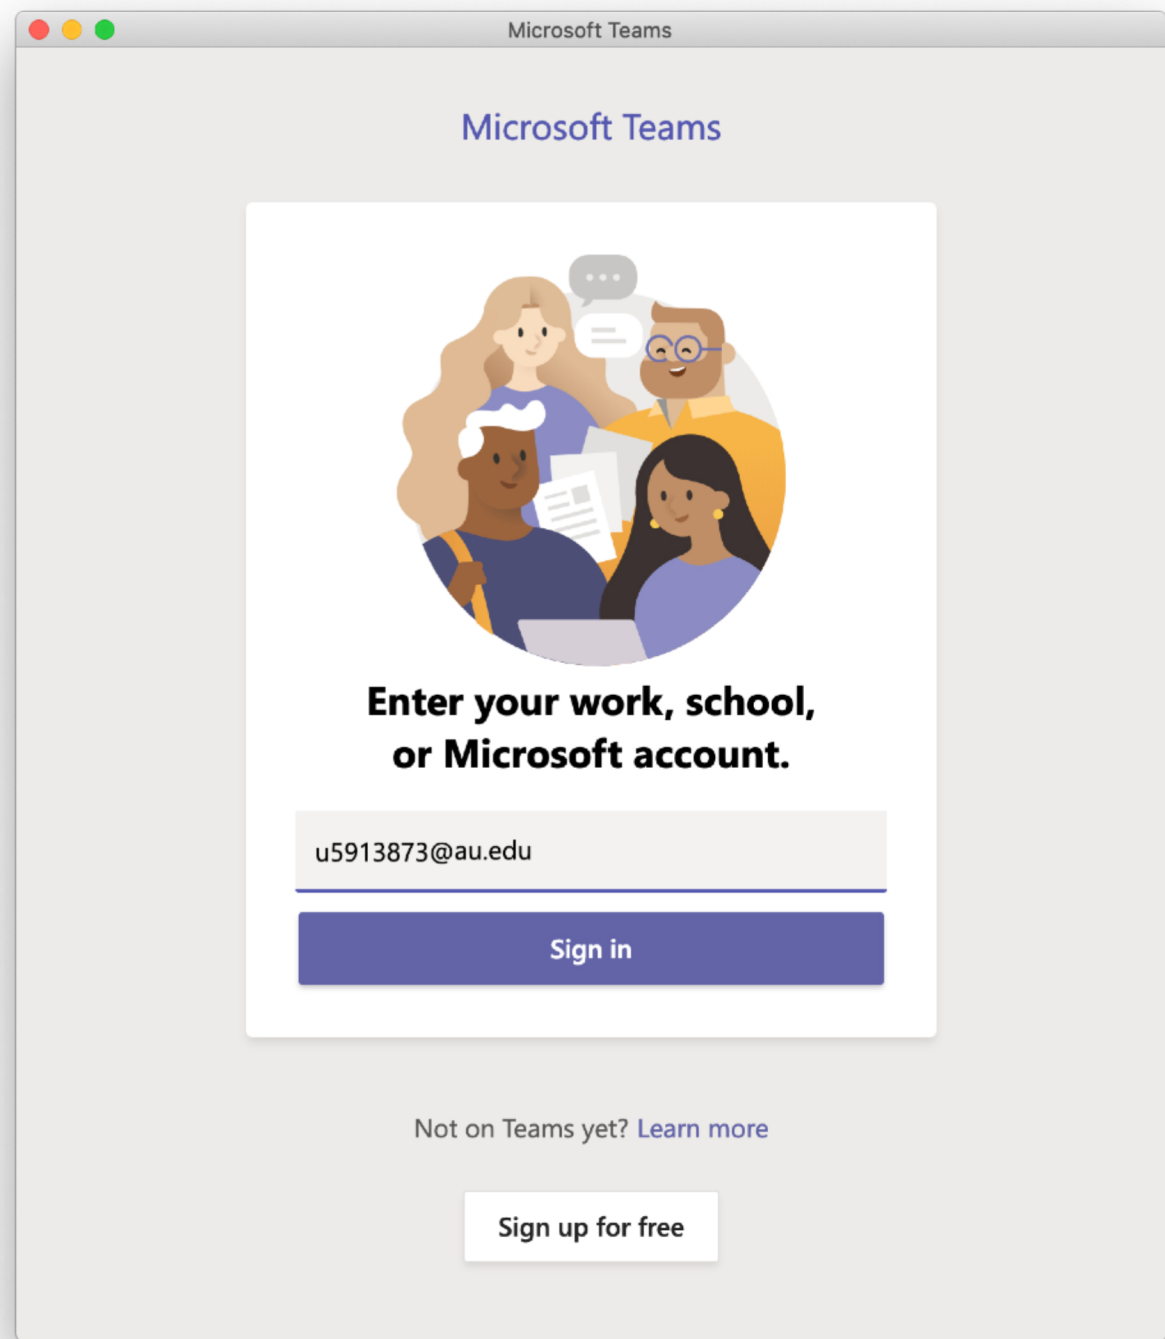 Microsoft Teams
Microsoft Teams
Enter your work, school,
or Microsoft account.
u5913873@au.edu
Sign in
Not on Teams yet? Learn more
Sign up for free